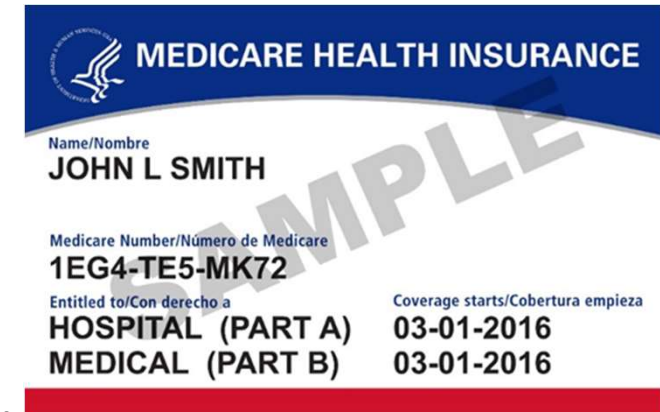 MEDICARE HEALTH INSURANCE
Name/Nombre
JOHN L SMITH
SAMPLE
Medicare Number/Número de Medicare
1EG4-TE5-MK72
Entitled to/Con derecho a
Coverage starts/Cobertura empieza
HOSPITAL (PART A) 03-01-2016
MEDICAL (PART B) 03-01-2016